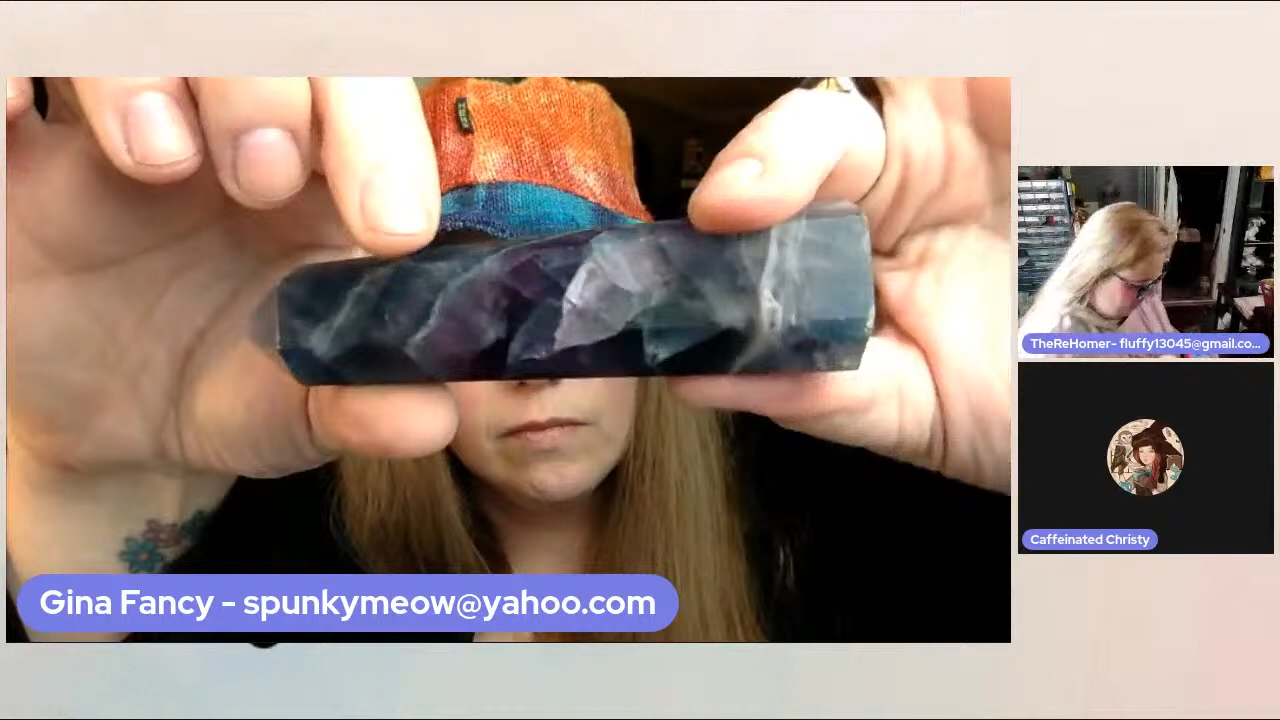 Gina Fancy - spunkymeow@yahoo.com
TheReHomer- fluffy13045@gmail.co...
Caffeinated Christy